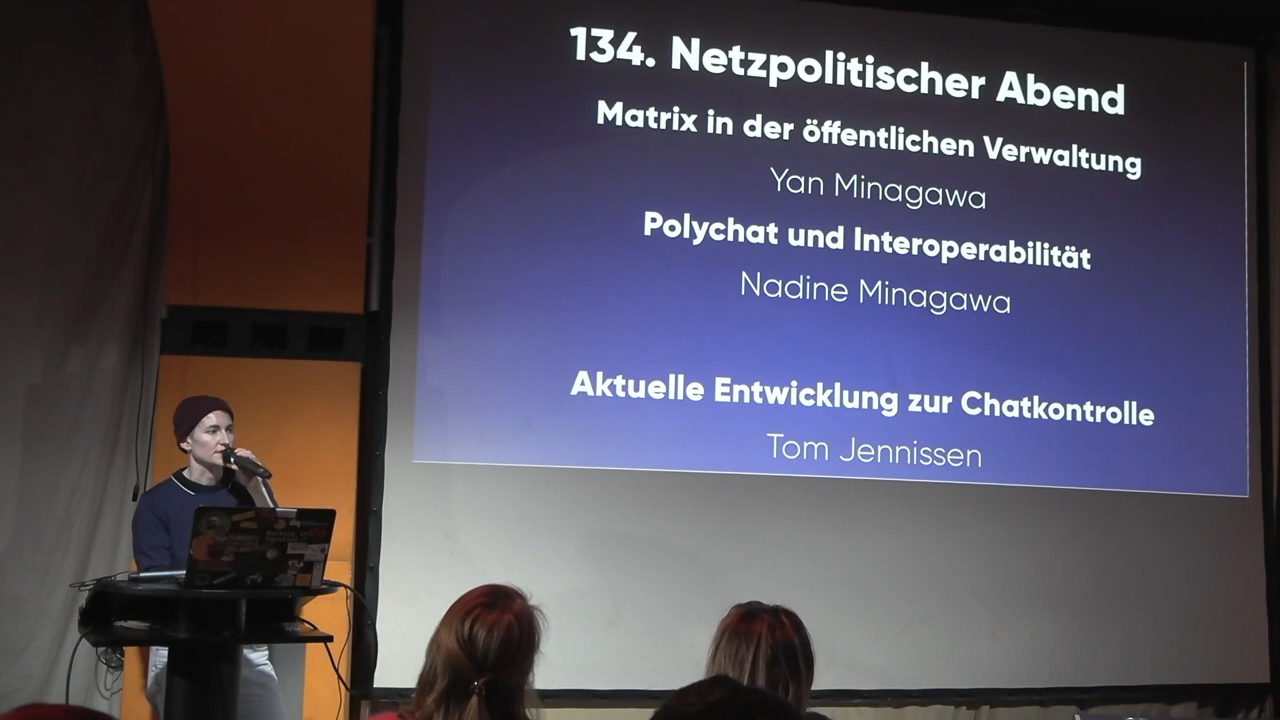 134. Netzpolitischer Abend
Matrix in der öffentlichen Verwaltung
Yan Minagawa
Polychat und Interoperabilität
Nadine Minagawa
Aktuelle Entwicklung zur Chatkontrolle
Tom Jennissen